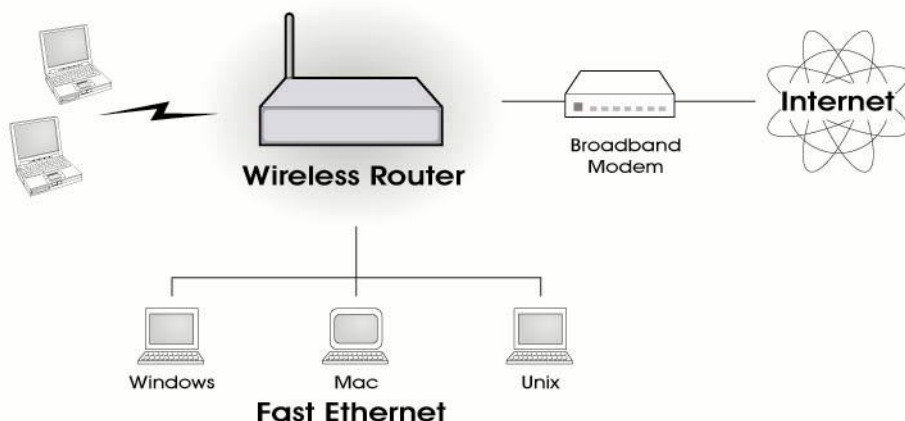 Internet
Broadband
Modem
Wireless Router
Windows
Mac
Unix
Fast Ethernet